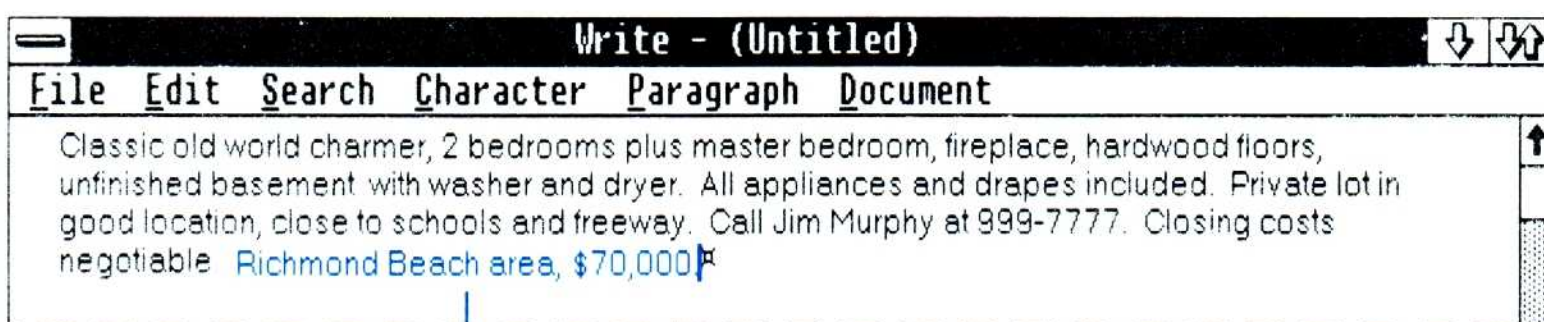 Write - (Untitled)
File Edit Search Character Paragraph Document
Classic old world charmer, 2 bedrooms plus master bedroom, fireplace, hardwood floors,
unfinished basement with washer and dryer. All appliances and drapes included. Private lot in
good location, close to schools and freeway. Call Jim Murphy at 999-7777. Closing costs
negotiable Richmond Beach area, $70,000.¤